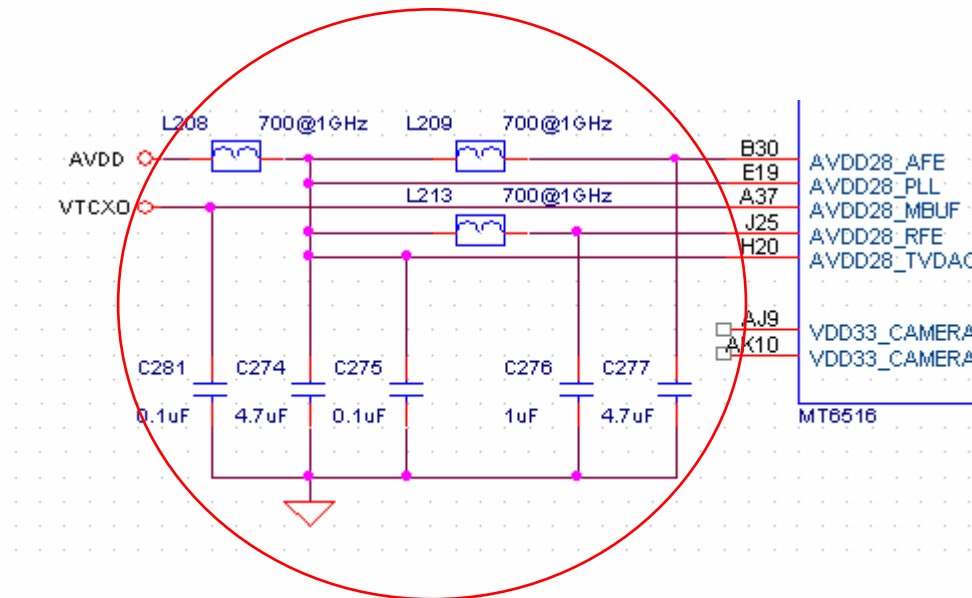 L208 700@1GHz L209 700@1GHz
AVDD
B30
AVDD28_AFE
E19
AVDD28_PLL
L213 700@1GHz
A37
VTCXO
AVDD28_MBUF
J25
AVDD28_RFE
H20
AVDD28_TVDAC
AJ9
VDD33_CAMERA
AK10
VDD33_CAMERA
C281 C274 C275 C276 C277
0.1uF 4.7uF 0.1uF 1uF 4.7uF
MT6516